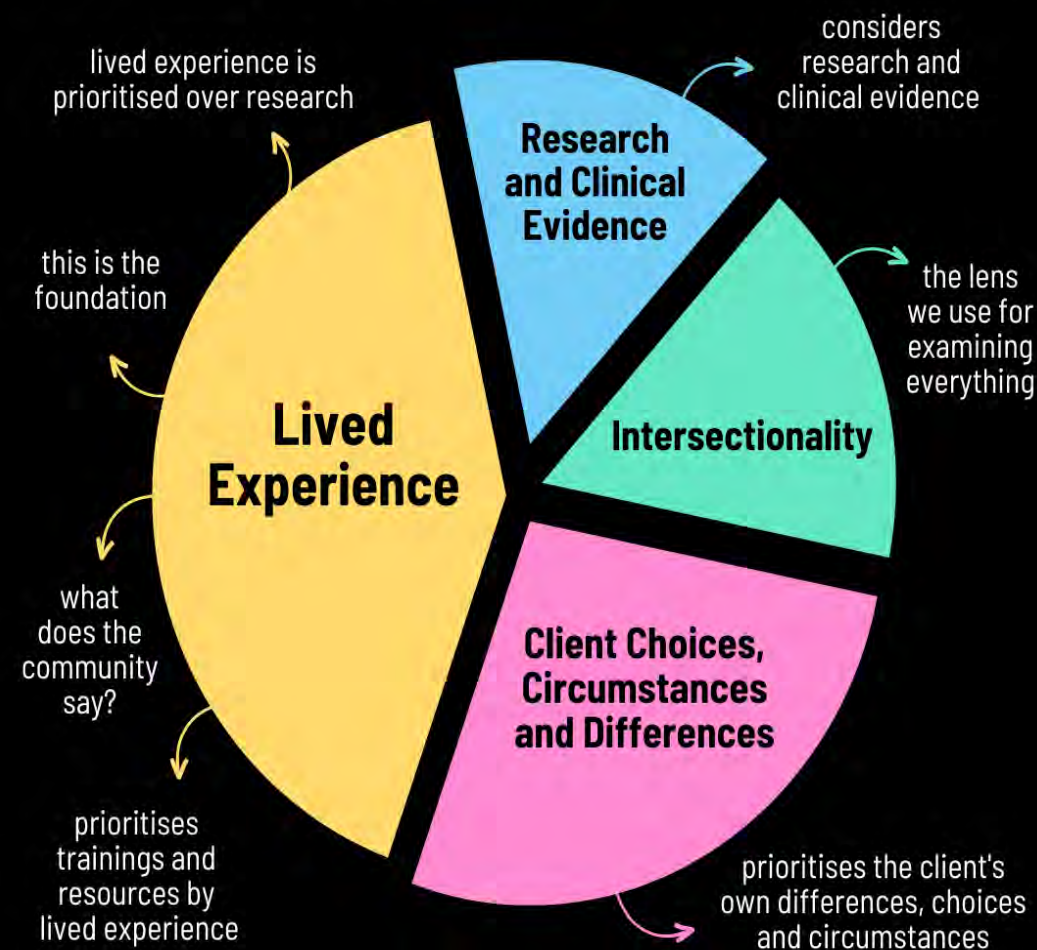 lived experience is
prioritised over research
this is the
foundation
what
does the
community
say?
prioritises
trainings and
resources by
lived experience
Lived
Experience
Research
and Clinical
Evidence
considers
research and
clinical evidence
Intersectionality
the lens
we use for
examining
everything
Client Choices,
Circumstances
and Differences
prioritises the client's
own differences, choices
and circumstances